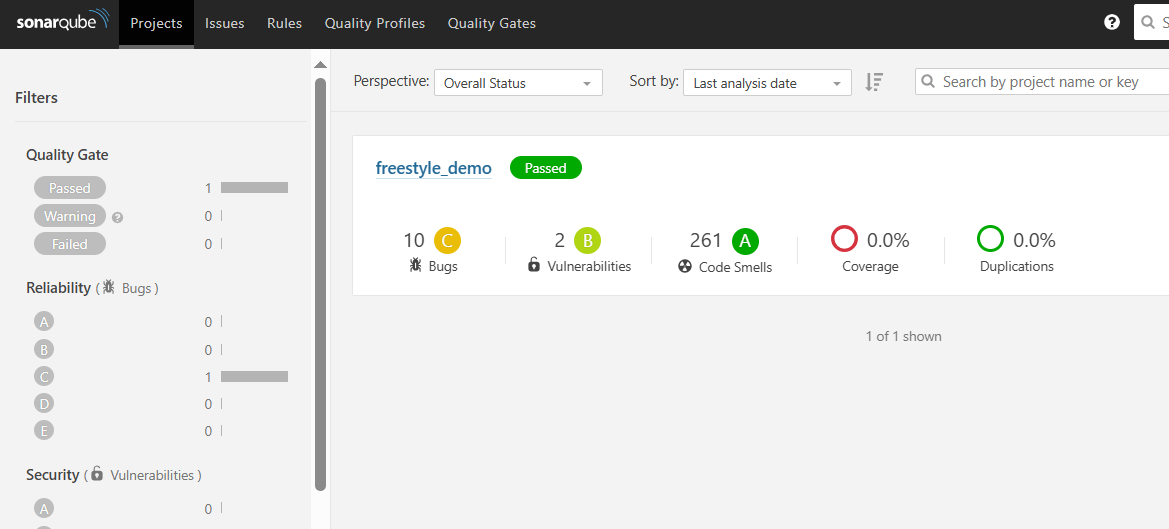 sonarqube Projects Issues Rules Quality Profiles Quality Gates ? S
Perspective: Overall Status Sort by: Last analysis date Search by project name or key
Filters
freestyle_demo Passed
Quality Gate
Passed 1
Warning ? 0
Failed 0
10 C 2 B 261 A 0.0% 0.0%
Bugs Vulnerabilities Code Smells Coverage Duplications
Reliability ( Bugs )
A 0
B 0
C 1
D 0
E 0
1 of 1 shown
Security ( Vulnerabilities )
A 0